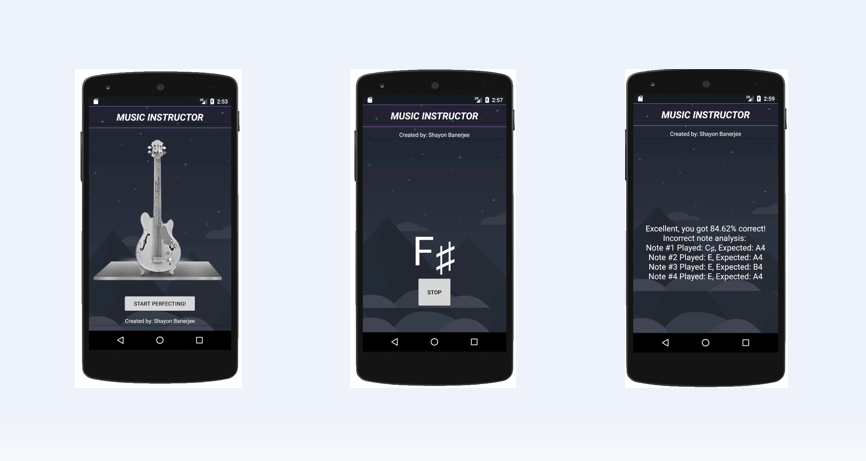 2:53
MUSIC INSTRUCTOR
START PERFECTING!
Created by: Shayon Banerjee
2:57
MUSIC INSTRUCTOR
Created by: Shayon Banerjee
F♯
STOP
2:59
MUSIC INSTRUCTOR
Created by: Shayon Banerjee
Excellent, you got 84.62% correct!
Incorrect note analysis:
Note #1 Played: C♯, Expected: A4
Note #2 Played: E, Expected: A4
Note #3 Played: E, Expected: B4
Note #4 Played: E, Expected: A4